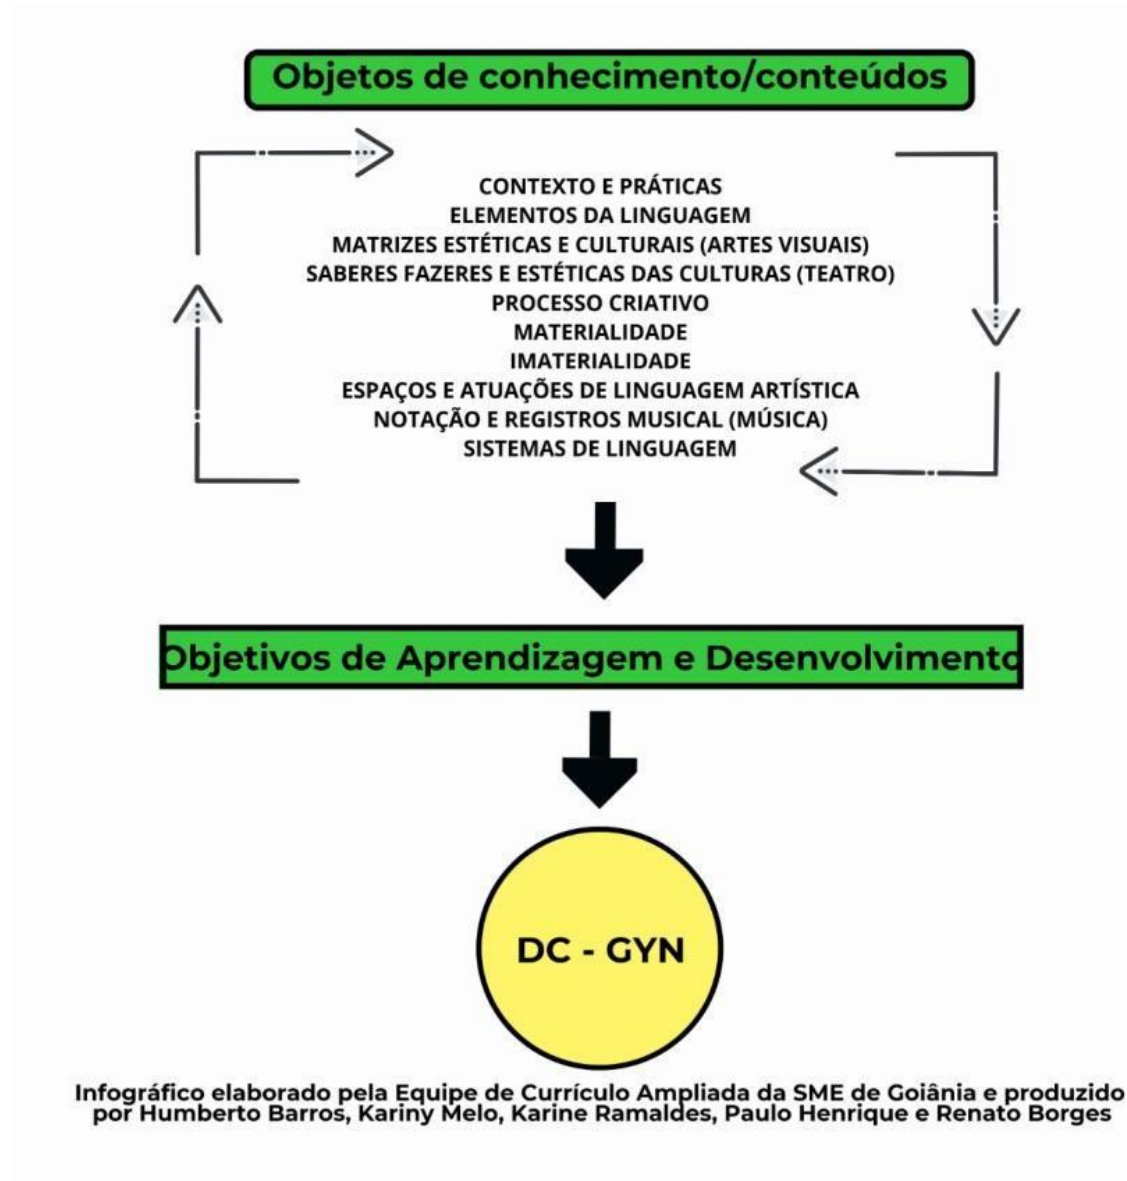 Objetos de conhecimento/conteúdos
CONTEXTO E PRÁTICAS
ELEMENTOS DA LINGUAGEM
MATRIZES ESTÉTICAS E CULTURAIS (ARTES VISUAIS)
SABERES FAZERES E ESTÉTICAS DAS CULTURAS (TEATRO)
PROCESSO CRIATIVO
MATERIALIDADE
IMATERIALIDADE
ESPAÇOS E ATUAÇÕES DE LINGUAGEM ARTÍSTICA
NOTAÇÃO E REGISTROS MUSICAL (MÚSICA)
SISTEMAS DE LINGUAGEM
Objetivos de Aprendizagem e Desenvolvimento
DC - GYN
Infográfico elaborado pela Equipe de Currículo Ampliada da SME de Goiânia e produzido
por Humberto Barros, Kariny Melo, Karine Ramaldes, Paulo Henrique e Renato Borges